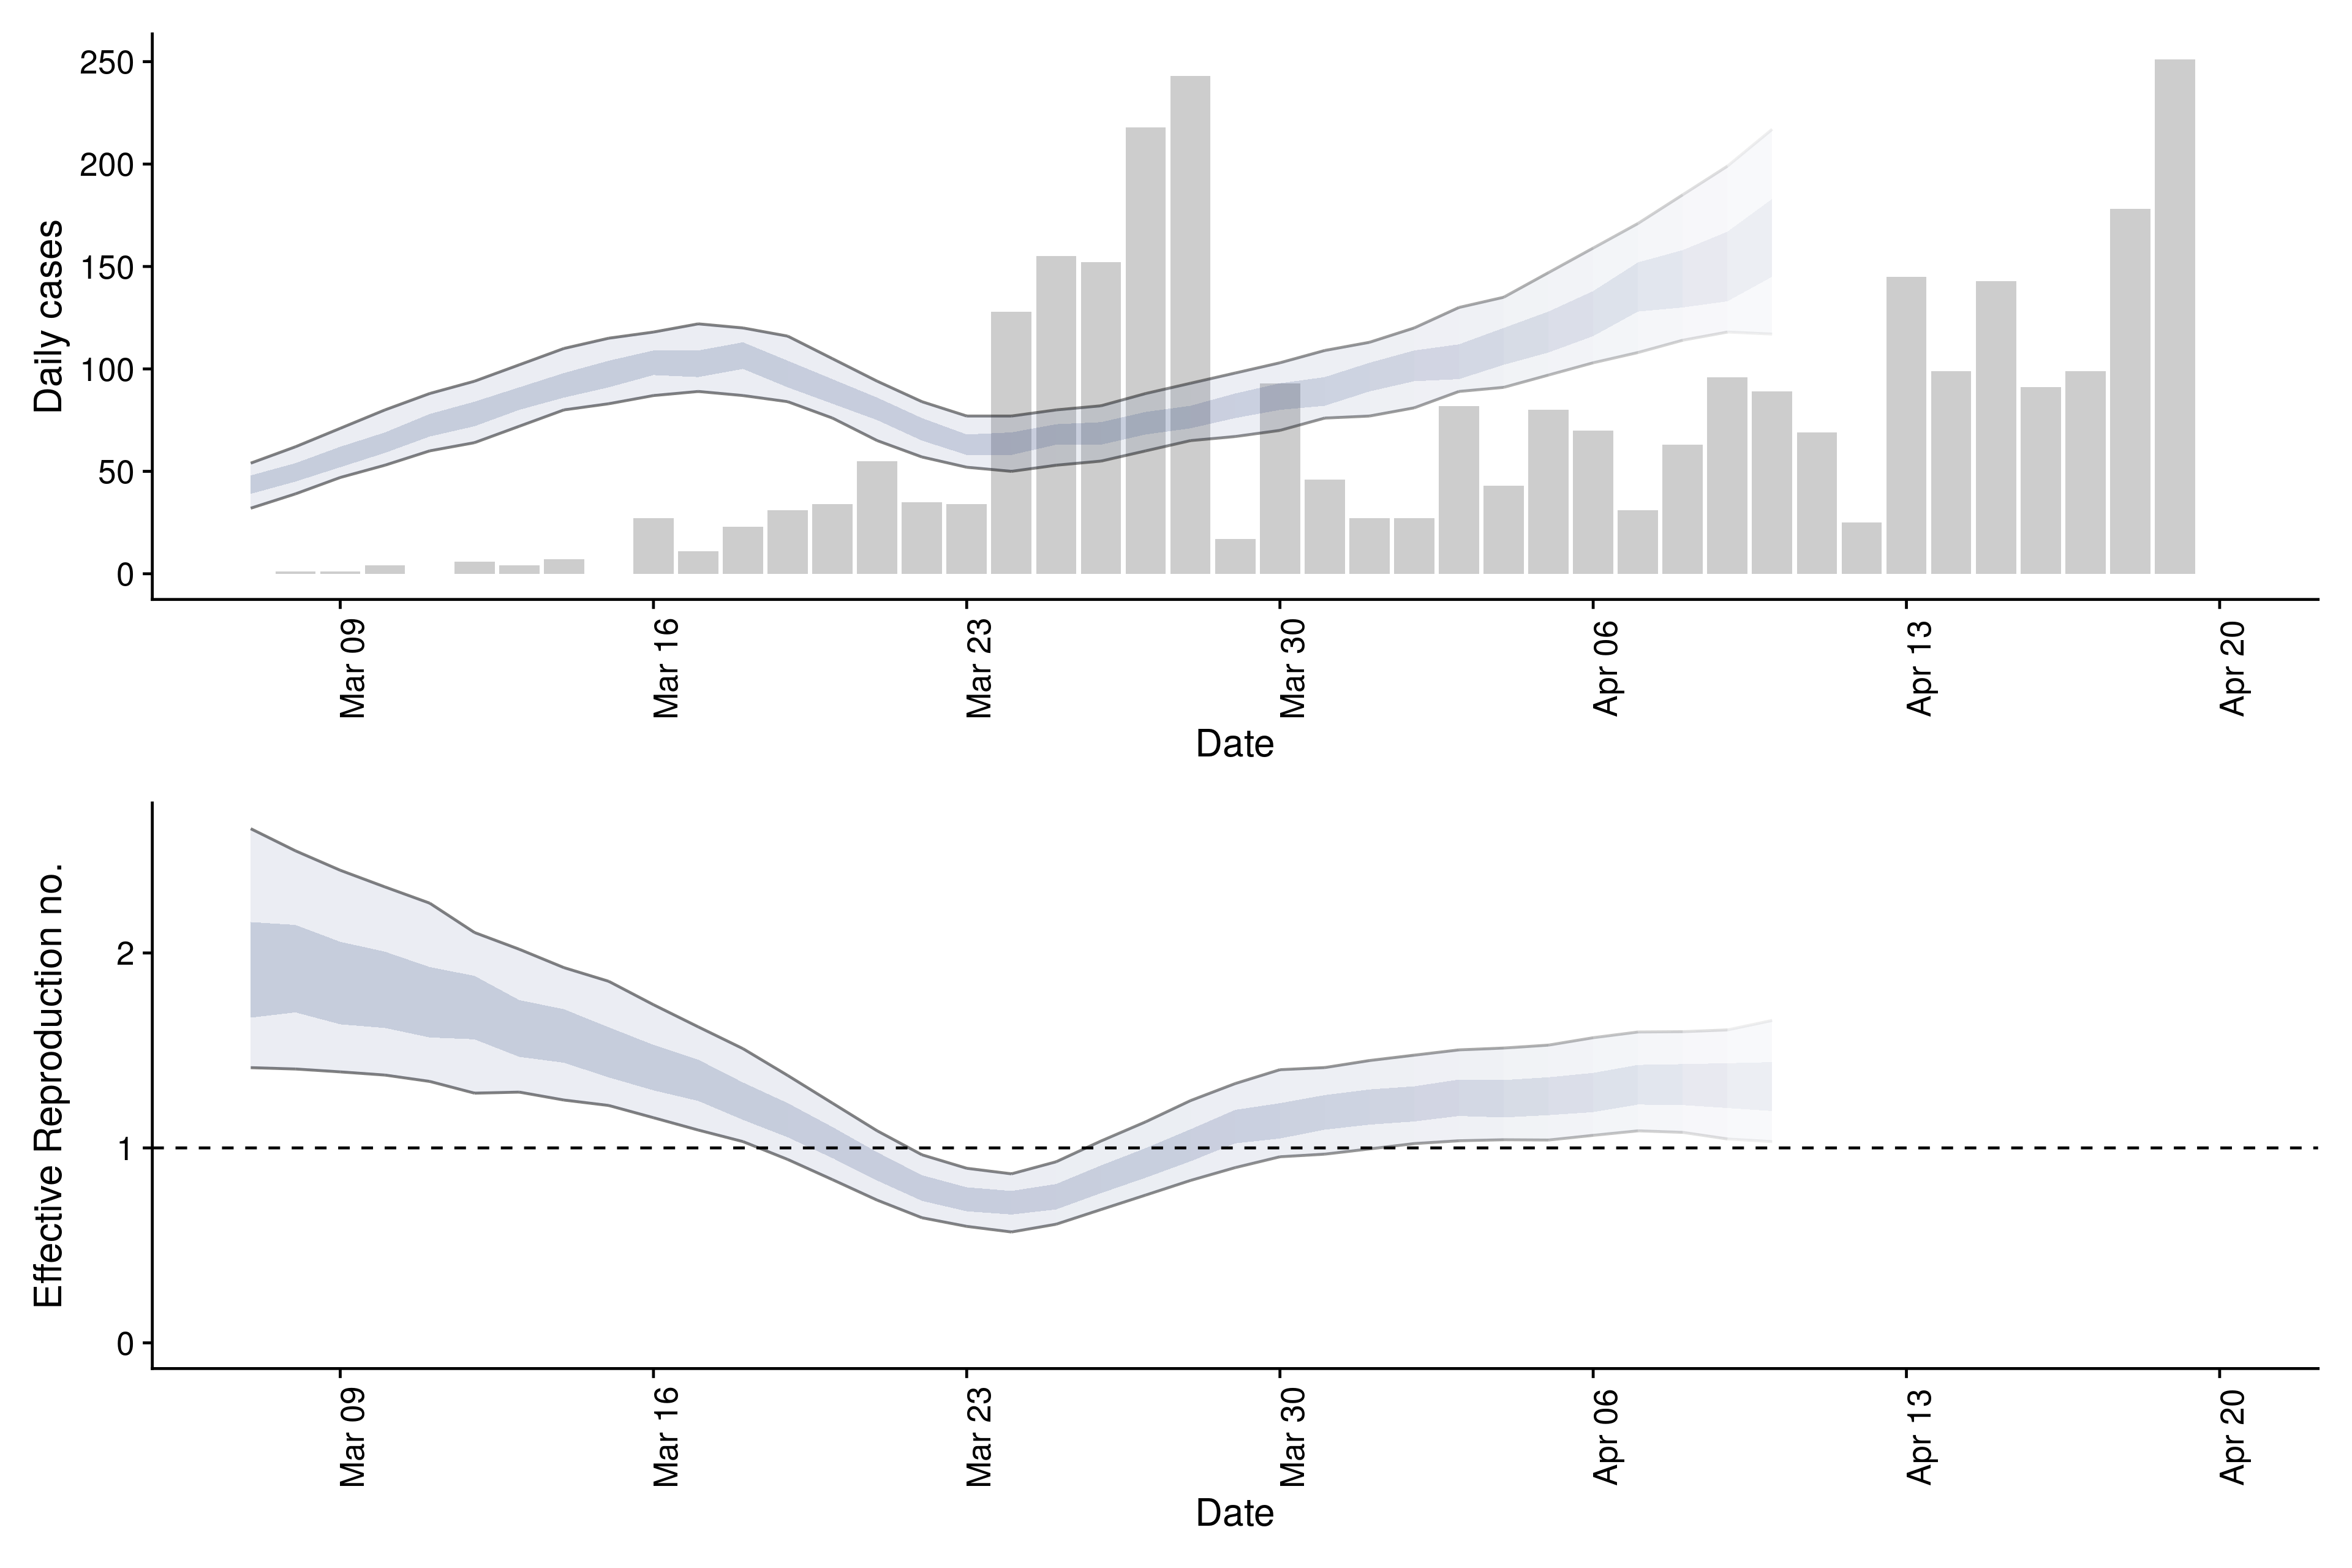 Daily cases
250
200
150
100
50
0
Mar 09
Mar 16
Mar 23
Mar 30
Apr 06
Apr 13
Apr 20
Date
Effective Reproduction no.
2
1
0
Mar 09
Mar 16
Mar 23
Mar 30
Apr 06
Apr 13
Apr 20
Date